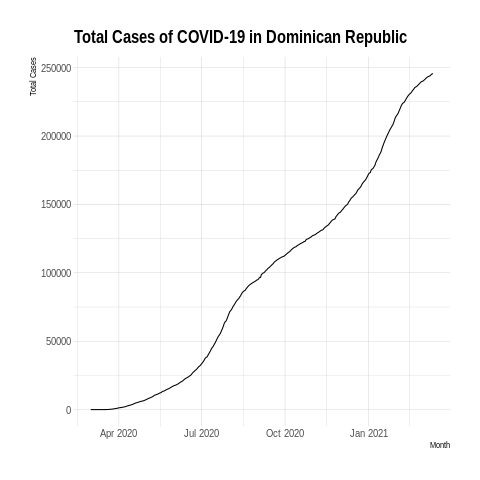 Total Cases of COVID-19 in Dominican Republic
Total Cases
250000
200000
150000
100000
50000
0
Apr 2020 Jul 2020 Oct 2020 Jan 2021
Month